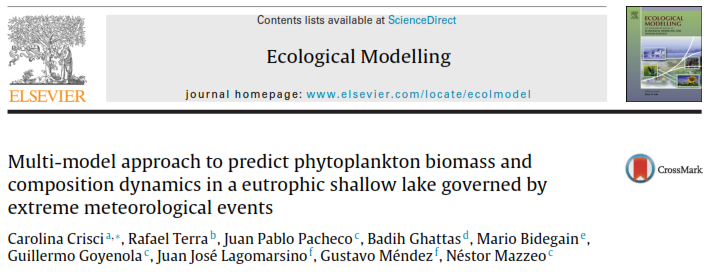 Contents lists available at ScienceDirect
Ecological Modelling
journal homepage: www.elsevier.com/locate/ecolmodel
ELSEVIER
ECOLOGICAL
MODELLING
Multi-model approach to predict phytoplankton biomass and
composition dynamics in a eutrophic shallow lake governed by
extreme meteorological events
CrossMark
Carolina Crisci a,*, Rafael Terra b, Juan Pablo Pacheco c, Badih Ghattas d, Mario Bidegain e,
Guillermo Goyenola c, Juan José Lagomarsino f, Gustavo Méndez f, Néstor Mazzeo c